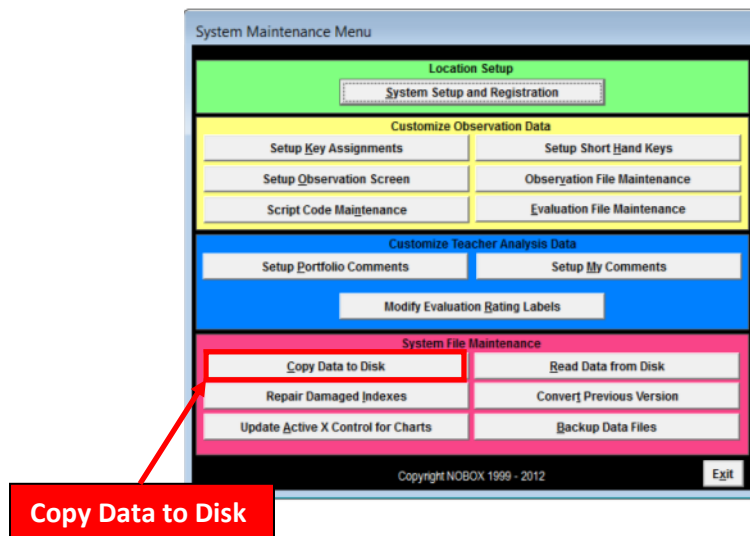 System Maintenance Menu
Location Setup
System Setup and Registration
Customize Observation Data
Setup Key Assignments
Setup Short Hand Keys
Setup Observation Screen
Observation File Maintenance
Script Code Maintenance
Evaluation File Maintenance
Customize Teacher Analysis Data
Setup Portfolio Comments
Setup My Comments
Modify Evaluation Rating Labels
System File Maintenance
Copy Data to Disk
Read Data from Disk
Repair Damaged Indexes
Convert Previous Version
Update Active X Control for Charts
Backup Data Files
Copyright NOBOX 1999 - 2012
Exit
Copy Data to Disk